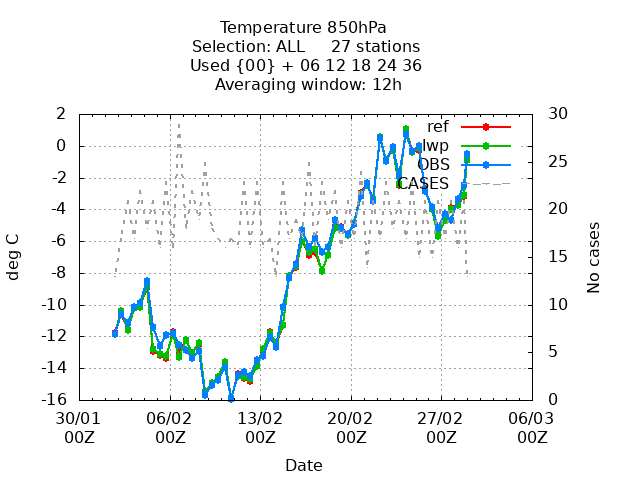 Temperature 850hPa
Selection: ALL     27 stations
Used {00} + 06 12 18 24 36
Averaging window: 12h
ref
lwp
OBS
CASES
deg C
No cases
2
0
-2
-4
-6
-8
-10
-12
-14
-16
30
25
20
15
10
5
0
30/01 06/02 13/02 20/02 27/02 06/03
00Z 00Z 00Z 00Z 00Z 00Z
Date